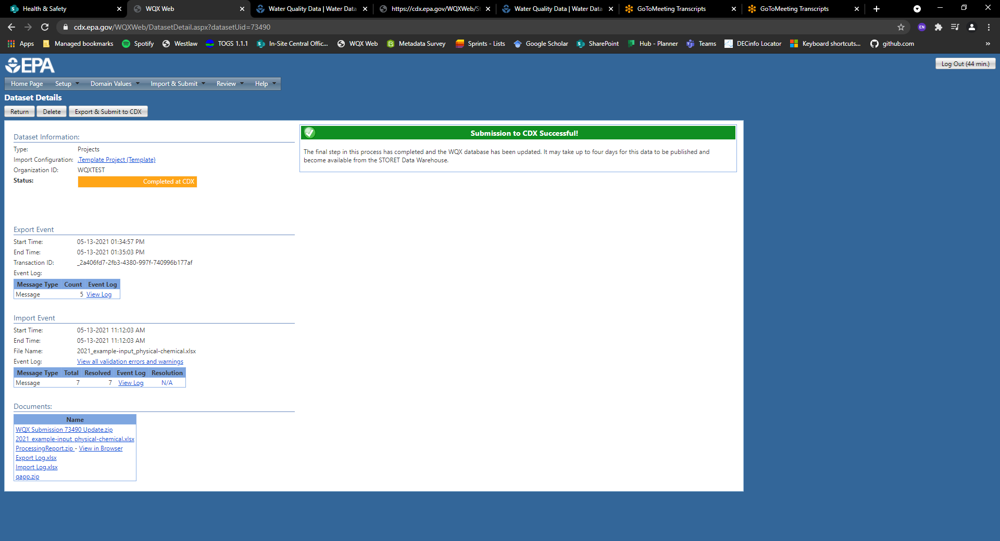 Health & Safety
WQX Web
Water Quality Data | Water Data
https://cdx.epa.gov/WQXWeb/St
Water Quality Data | Water Data
GoToMeeting Transcripts
GoToMeeting Transcripts
cdx.epa.gov/WQXWeb/DatasetDetail.aspx?datasetUid=73490
EN
Apps
Managed bookmarks
Spotify
Westlaw
TOGS 1.1.1
In-Site Central Offic...
WQX Web
Metadata Survey
Sprints - Lists
Google Scholar
SharePoint
Hub - Planner
Teams
DECinfo Locator
Keyboard shortcuts...
github.com
»
EPA
Log Out (44 min.)
Home Page Setup Domain Values Import & Submit Review Help
Dataset Details
Return Delete Export & Submit to CDX
Dataset Information:
Type: Projects
Import Configuration: .Template Project (Template)
Organization ID: WQXTEST
Status: Completed at CDX
Submission to CDX Successful!
The final step in this process has completed and the WQX database has been updated. It may take up to four days for this data to be published and
become available from the STORET Data Warehouse.
Export Event
Start Time: 05-13-2021 01:34:57 PM
End Time: 05-13-2021 01:35:03 PM
Transaction ID: _2a406fd7-2fb3-4380-997f-740996b177af
Event Log:
Message Type Count Event Log
Message 5 View Log
Import Event
Start Time: 05-13-2021 11:12:03 AM
End Time: 05-13-2021 11:12:03 AM
File Name: 2021_example-input_physical-chemical.xlsx
Event Log: View all validation errors and warnings
Message Type Total Resolved Event Log Resolution
Message 7 7 View Log N/A
Documents:
Name
WQX Submission 73490 Update.zip
2021_example-input_physical-chemical.xlsx
ProcessingReport.zip - View in Browser
Export Log.xlsx
Import Log.xlsx
qapp.zip